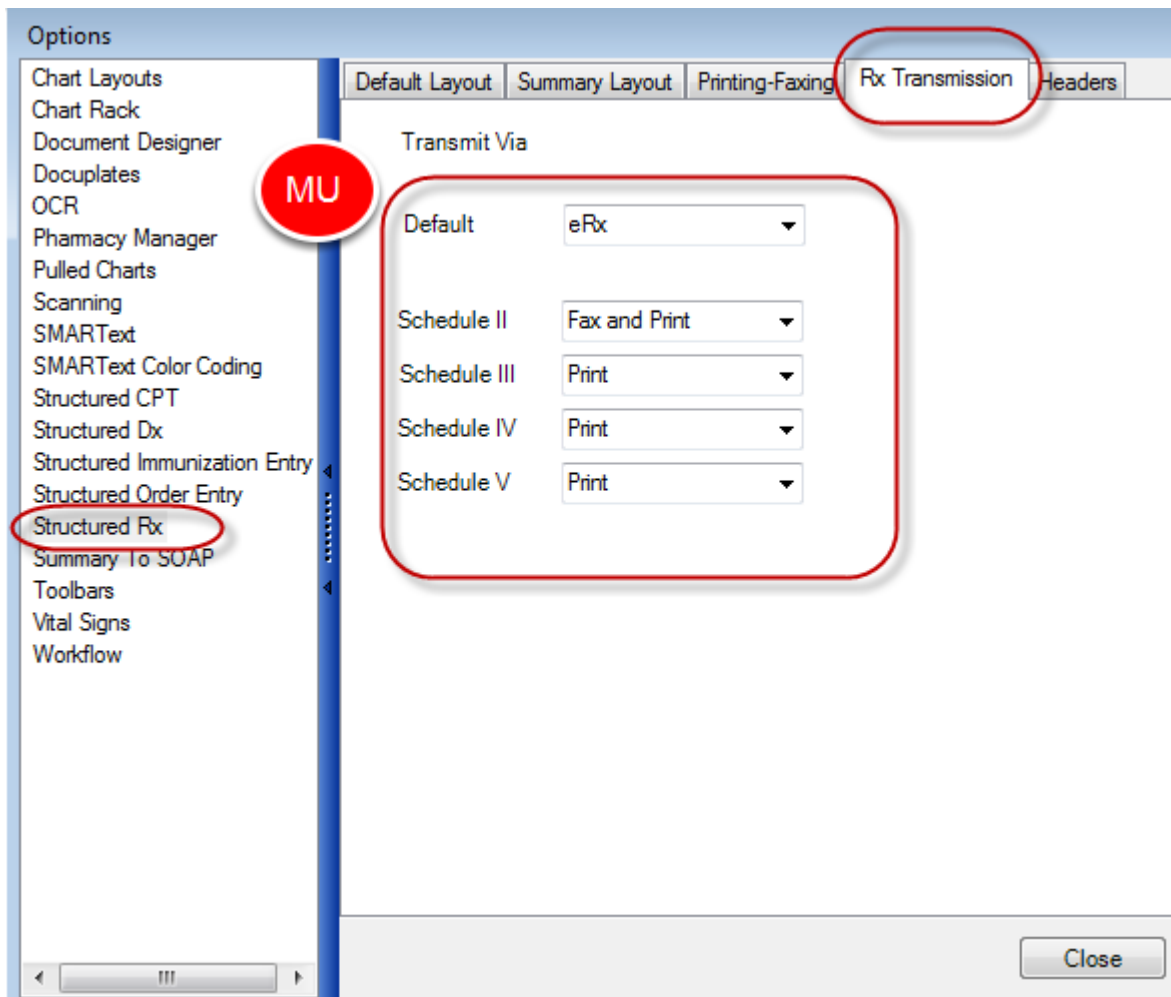 Options
Chart Layouts
Chart Rack
Document Designer
Docuplates
OCR
Pharmacy Manager
Pulled Charts
Scanning
SMARText
SMARText Color Coding
Structured CPT
Structured Dx
Structured Immunization Entry
Structured Order Entry
Structured Rx
Summary To SOAP
Toolbars
Vital Signs
Workflow
MU
Default Layout Summary Layout Printing-Faxing Rx Transmission Headers
Transmit Via
Default eRx
Schedule II Fax and Print
Schedule III Print
Schedule IV Print
Schedule V Print
Close